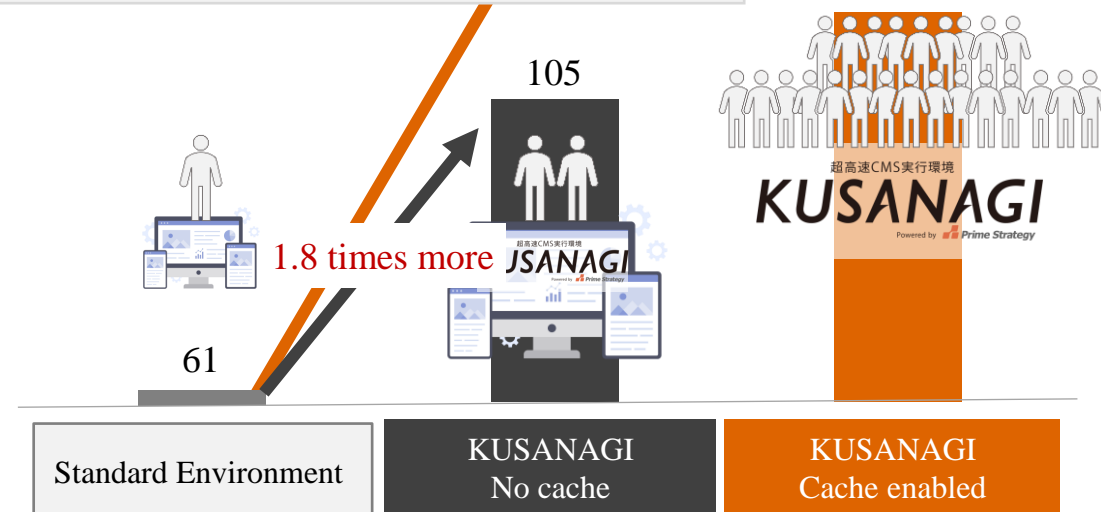 105
超高速CMS実行環境
KUSANAGI
Powered by Prime Strategy
超高速CMS実行環境
USANAGI
Powered by Prime Strategy
1.8 times more
61
Standard Environment
KUSANAGI
No cache
KUSANAGI
Cache enabled